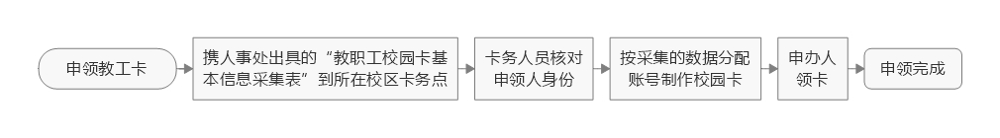 申领教工卡
携人事处出具的“教职工校园卡基
本信息采集表”到所在校区卡务点
卡务人员核对
申领人身份
按采集的数据分配
账号制作校园卡
申办人
领卡
申领完成